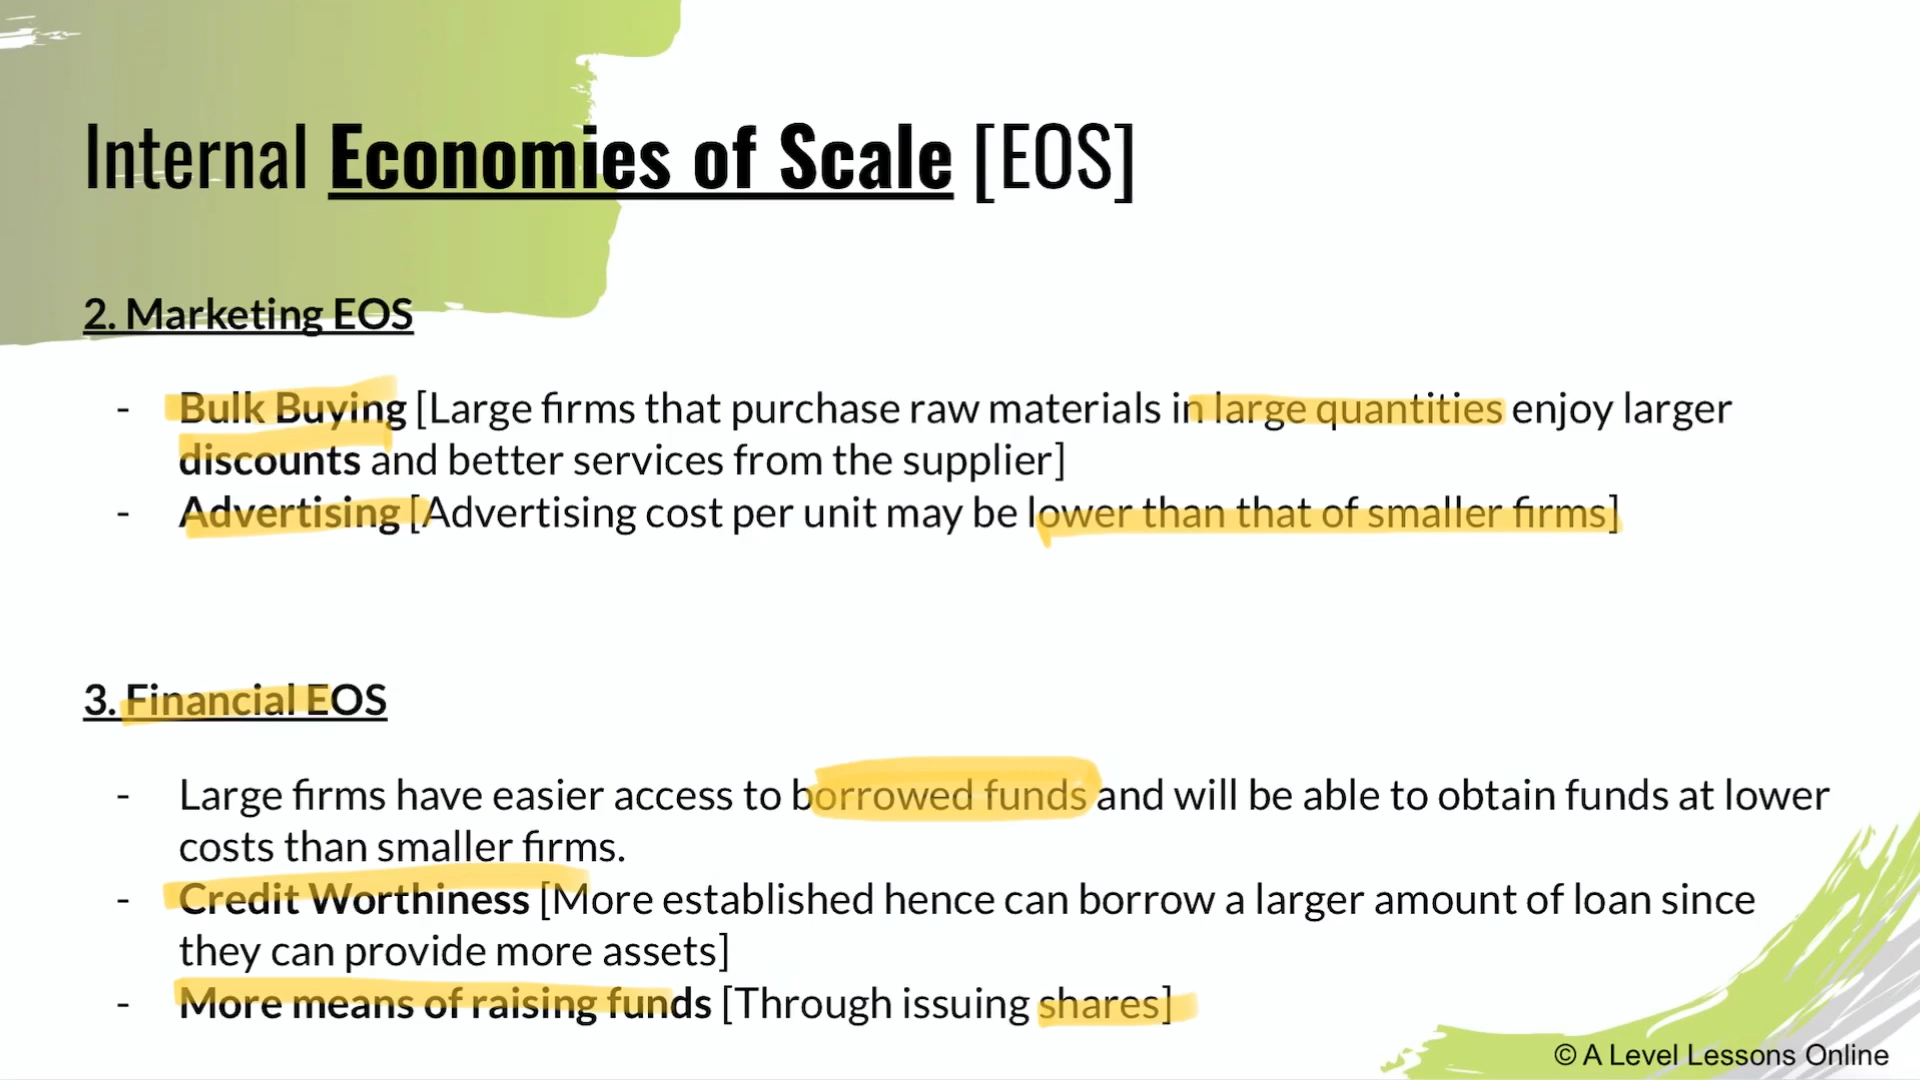 Internal Economies of Scale [EOS]
2. Marketing EOS
- Bulk Buying [Large firms that purchase raw materials in large quantities enjoy larger
discounts and better services from the supplier]
- Advertising [Advertising cost per unit may be lower than that of smaller firms]
3. Financial EOS
- Large firms have easier access to borrowed funds and will be able to obtain funds at lower
costs than smaller firms.
- Credit Worthiness [More established hence can borrow a larger amount of loan since
they can provide more assets]
- More means of raising funds [Through issuing shares]
© A Level Lessons Online